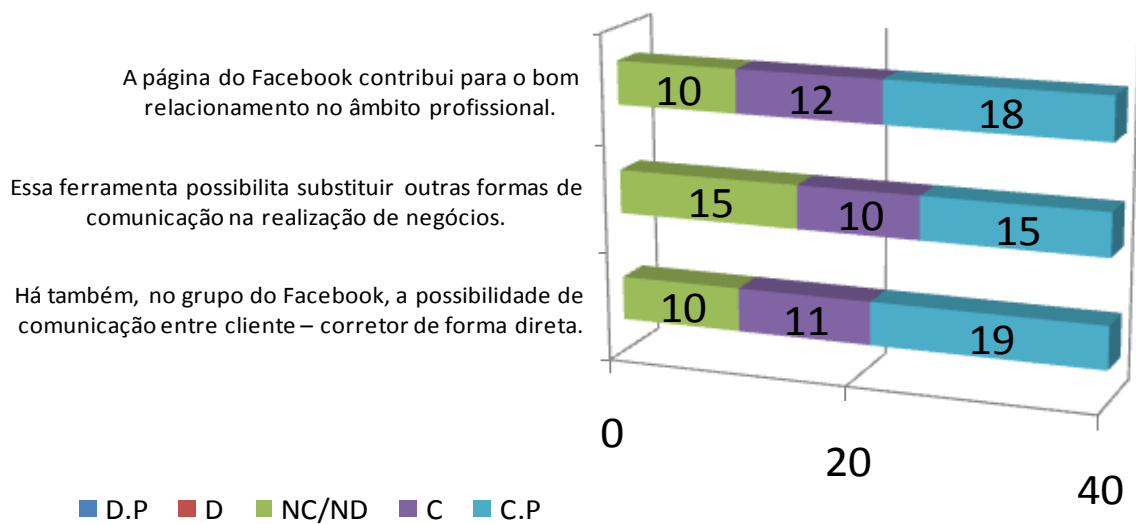 A página do Facebook contribui para o bom
relacionamento no âmbito profissional.
10 12 18
Essa ferramenta possibilita substituir outras formas de
comunicação na realização de negócios.
15 10 15
Há também, no grupo do Facebook, a possibilidade de
comunicação entre cliente – corretor de forma direta.
10 11 19
0 20 40
D.P D NC/ND C C.P